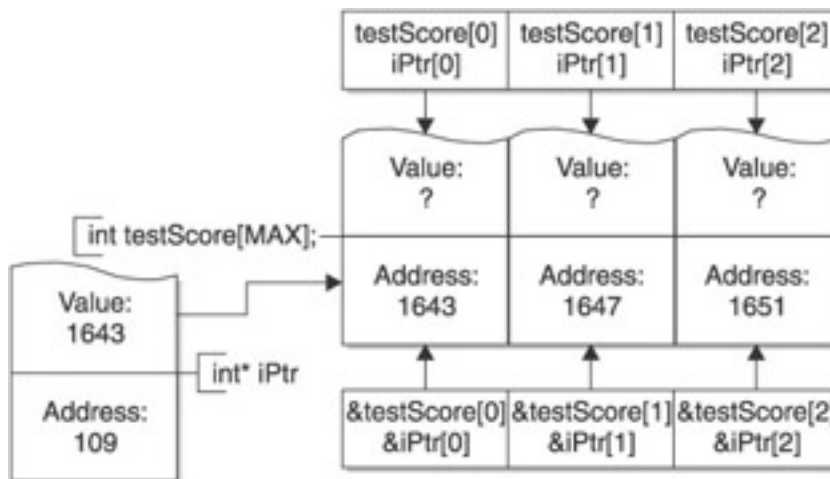 testScore[0] testScore[1] testScore[2]
iPtr[0] iPtr[1] iPtr[2]
Value: Value: Value:
? ? ?
int testScore[MAX];
Address: Address: Address:
1643 1647 1651
Value:
1643
int* iPtr
Address:
109
&testScore[0] &testScore[1] &testScore[2
&iPtr[0] &iPtr[1] &iPtr[2]